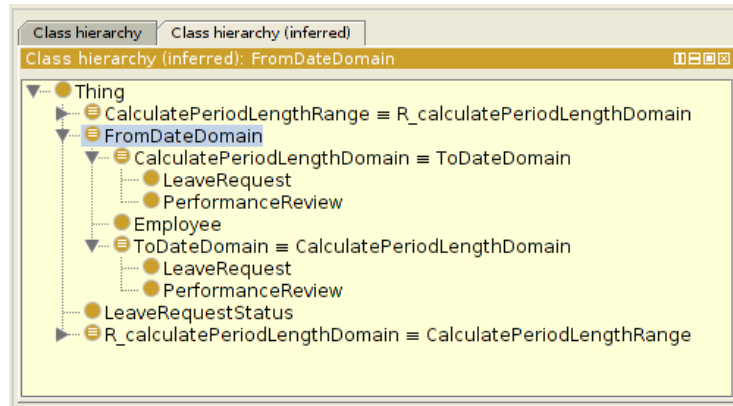 Class hierarchy Class hierarchy (inferred)
Class hierarchy (inferred): FromDateDomain
Thing
CalculatePeriodLengthRange ≡ R_calculatePeriodLengthDomain
FromDateDomain
CalculatePeriodLengthDomain ≡ ToDateDomain
LeaveRequest
PerformanceReview
Employee
ToDateDomain ≡ CalculatePeriodLengthDomain
LeaveRequest
PerformanceReview
LeaveRequestStatus
R_calculatePeriodLengthDomain ≡ CalculatePeriodLengthRange